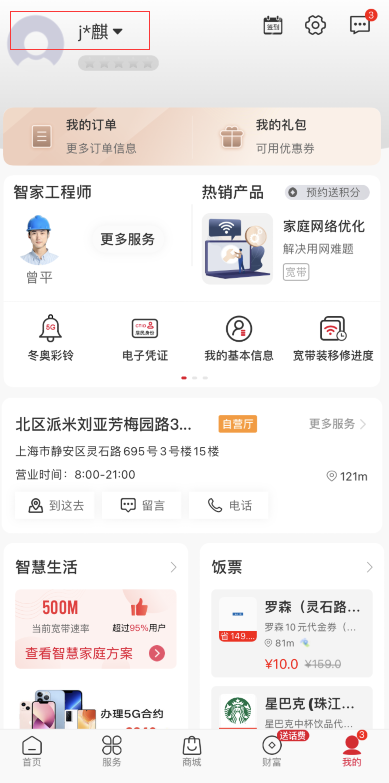 j*麒
签到
3
我的订单
更多订单信息
我的礼包
可用优惠券
智家工程师
热销产品
预约送积分
更多服务
曾平
家庭网络优化
解决用网难题
宽带
5G
冬奥彩铃
电子凭证
我的基本信息
宽带装移修进度
北区派米刘亚芳梅园路3...
自营厅
更多服务
上海市静安区灵石路695号3号楼15楼
营业时间：8:00-21:00
121m
到这去
留言
电话
智慧生活
500M
当前宽带速率
超过95%用户
查看智慧家庭方案
办理5G合约
饭票
罗森（灵石路...
罗森10元代金券（...
81m
省 149....
¥10.0
¥159.0
星巴克 (珠江...
星巴克中杯饮品代...
送话费
3
首页
服务
商城
财富
我的